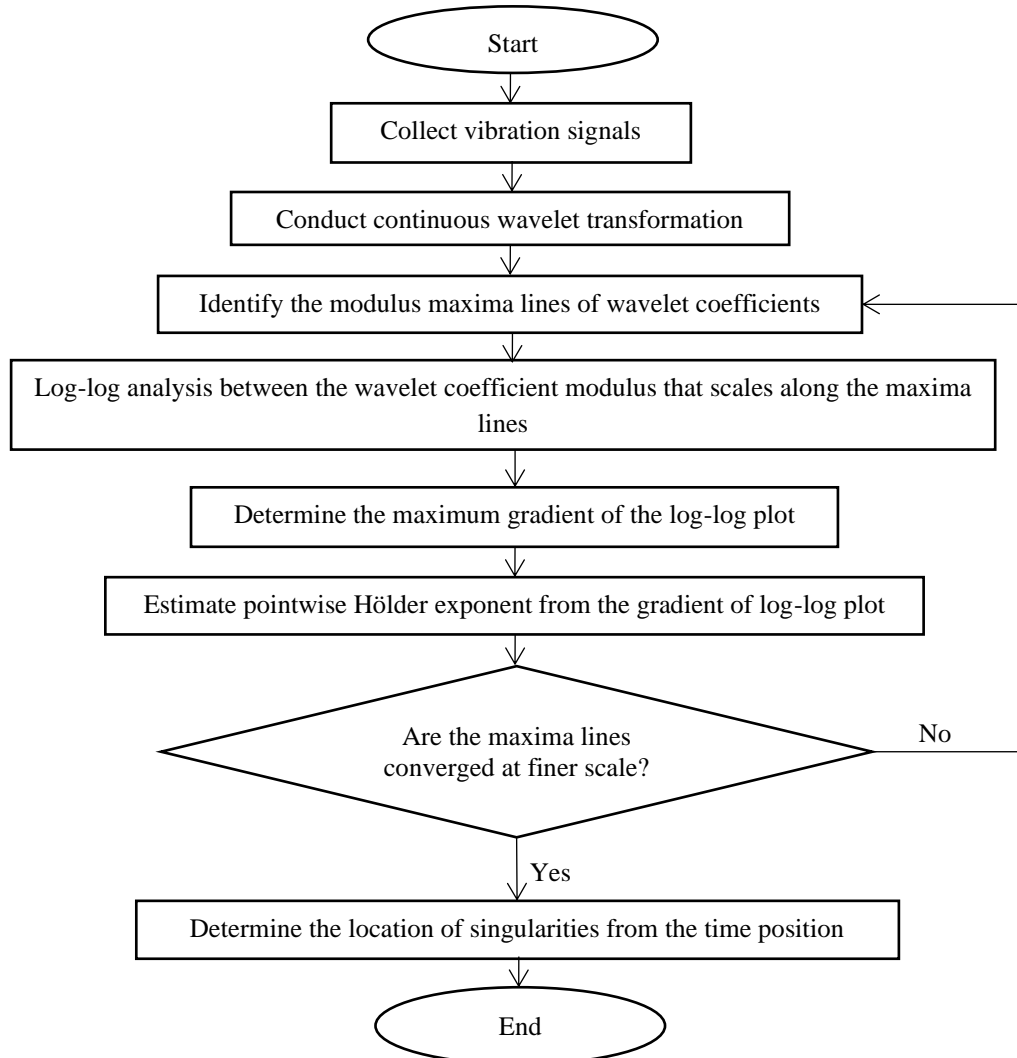 Start
Collect vibration signals
Conduct continuous wavelet transformation
Identify the modulus maxima lines of wavelet coefficients
Log-log analysis between the wavelet coefficient modulus that scales along the maxima
lines
Determine the maximum gradient of the log-log plot
Estimate pointwise Hölder exponent from the gradient of log-log plot
Are the maxima lines
converged at finer scale?
No
Yes
Determine the location of singularities from the time position
End